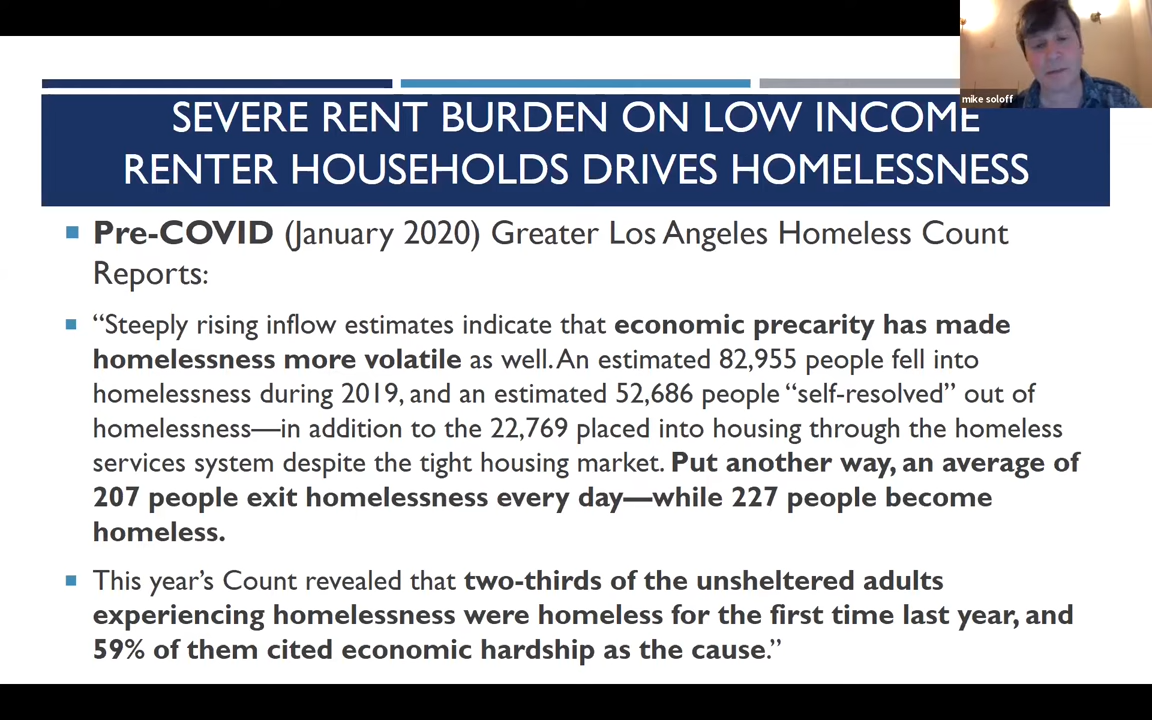 mike soloff
SEVERE RENT BURDEN ON LOW INCOME
RENTER HOUSEHOLDS DRIVES HOMELESSNESS
Pre-COVID (January 2020) Greater Los Angeles Homeless Count
Reports:
“Steeply rising inflow estimates indicate that economic precarity has made
homelessness more volatile as well. An estimated 82,955 people fell into
homelessness during 2019, and an estimated 52,686 people “self-resolved” out of
homelessness—in addition to the 22,769 placed into housing through the homeless
services system despite the tight housing market. Put another way, an average of
207 people exit homelessness every day—while 227 people become
homeless.
This year’s Count revealed that two-thirds of the unsheltered adults
experiencing homelessness were homeless for the first time last year, and
59% of them cited economic hardship as the cause.”